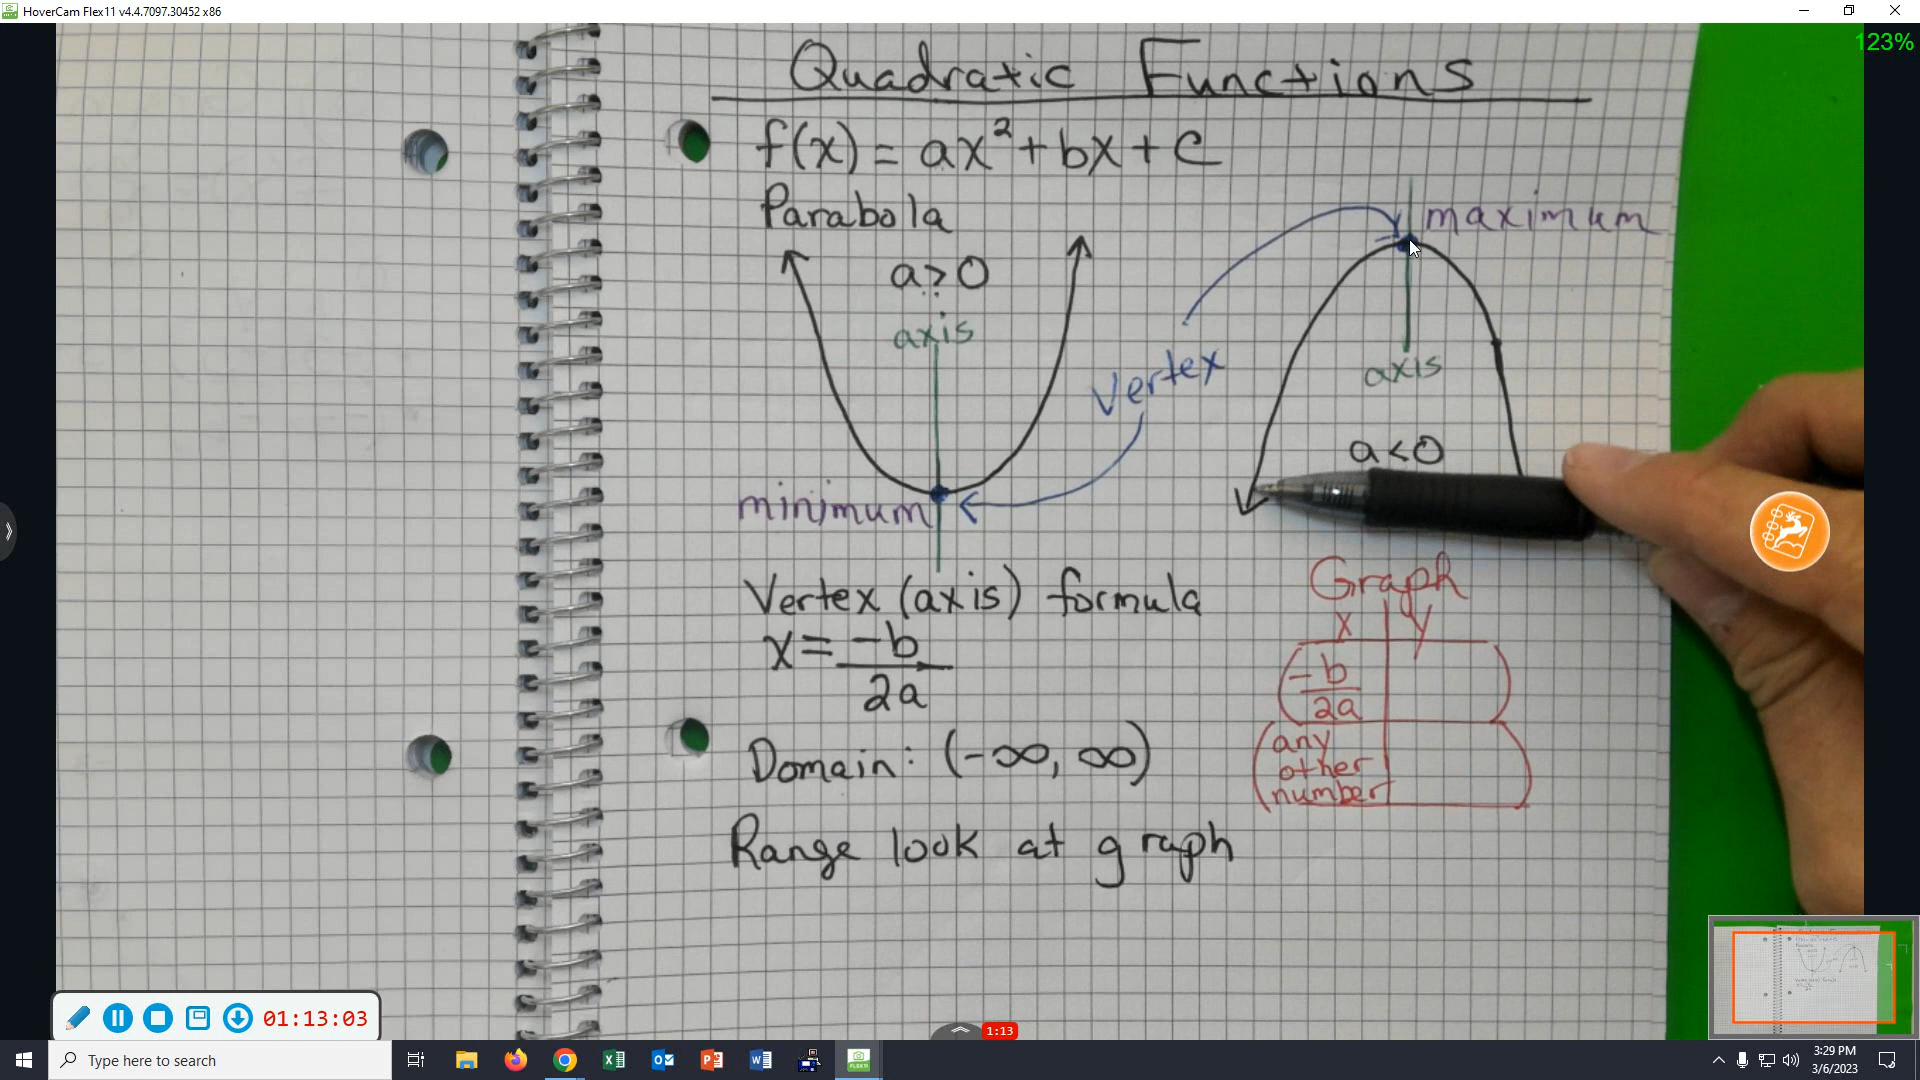 HoverCam Flex11 v4.4.7097.30452 x86
123%
Quadratic Functions
f(x) = ax² + bx + c
Parabola
maximum
a > 0
axis
Vertex
axis
a < 0
minimum
Vertex (axis) formula
x = -b/2a
Graph
x | y
-b/2a
any
other
number
Domain: (-∞, ∞)
Range look at graph
01:13:03
1:13
Type here to search
3:29 PM
3/6/2023